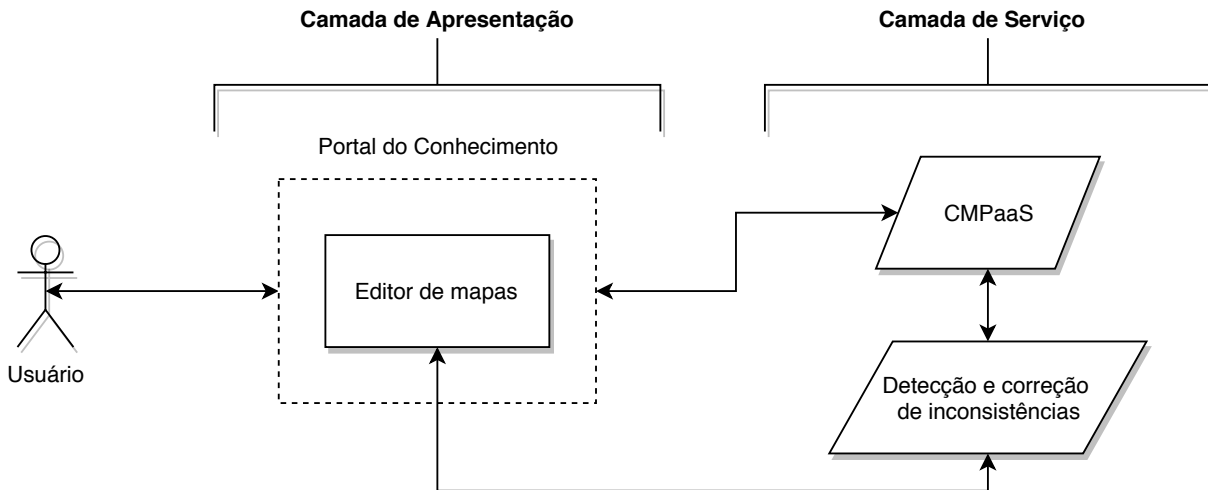 Camada de Apresentação
Camada de Serviço
Portal do Conhecimento
CMPaaS
Editor de mapas
Usuário
Detecção e correção
de inconsistências